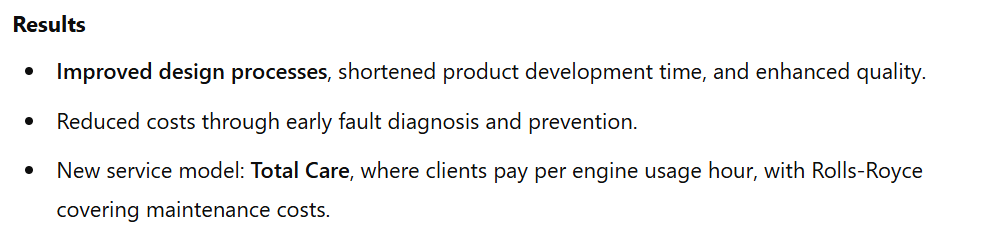 Results
• Improved design processes, shortened product development time, and enhanced quality.
• Reduced costs through early fault diagnosis and prevention.
• New service model: Total Care, where clients pay per engine usage hour, with Rolls-Royce
covering maintenance costs.